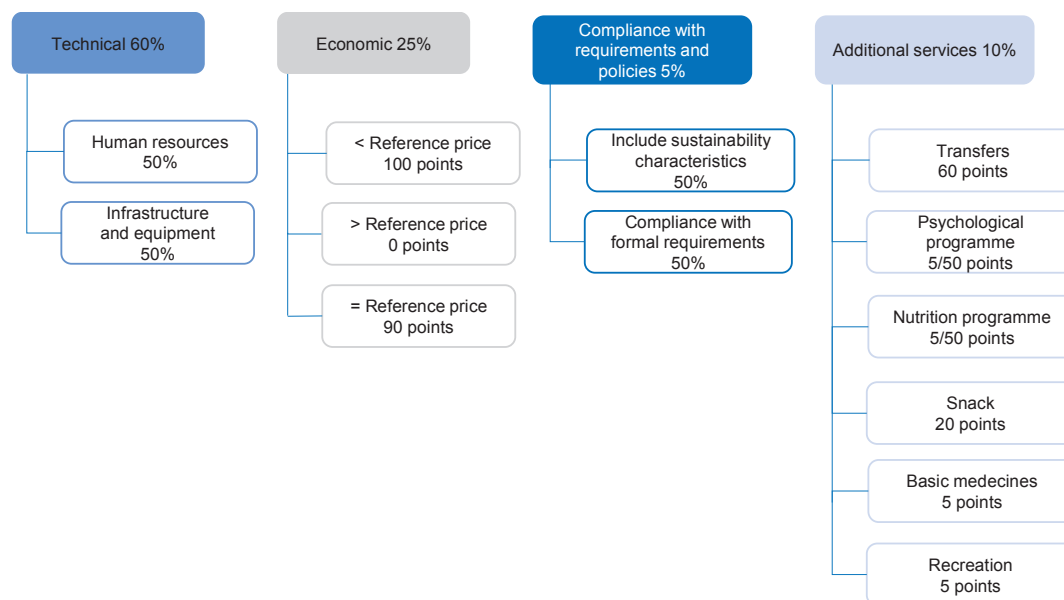 Technical 60%
Human resources
50%
Infrastructure
and equipment
50%
Economic 25%
< Reference price
100 points
> Reference price
0 points
= Reference price
90 points
Compliance with
requirements and
policies 5%
Include sustainability
characteristics
50%
Compliance with
formal requirements
50%
Additional services 10%
Transfers
60 points
Psychological
programme
5/50 points
Nutrition programme
5/50 points
Snack
20 points
Basic medecines
5 points
Recreation
5 points